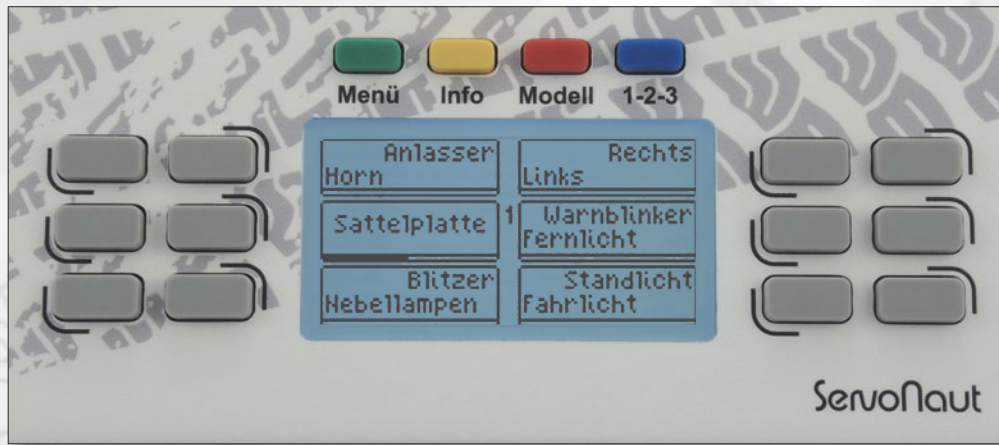 Menü Info Modell 1-2-3
Anlasser Rechts
Horn Links
Sattelplatte 1 Warnblinker
Fernlicht
Blitzer Standlicht
Nebellampen Fahrlicht
ServoNaut